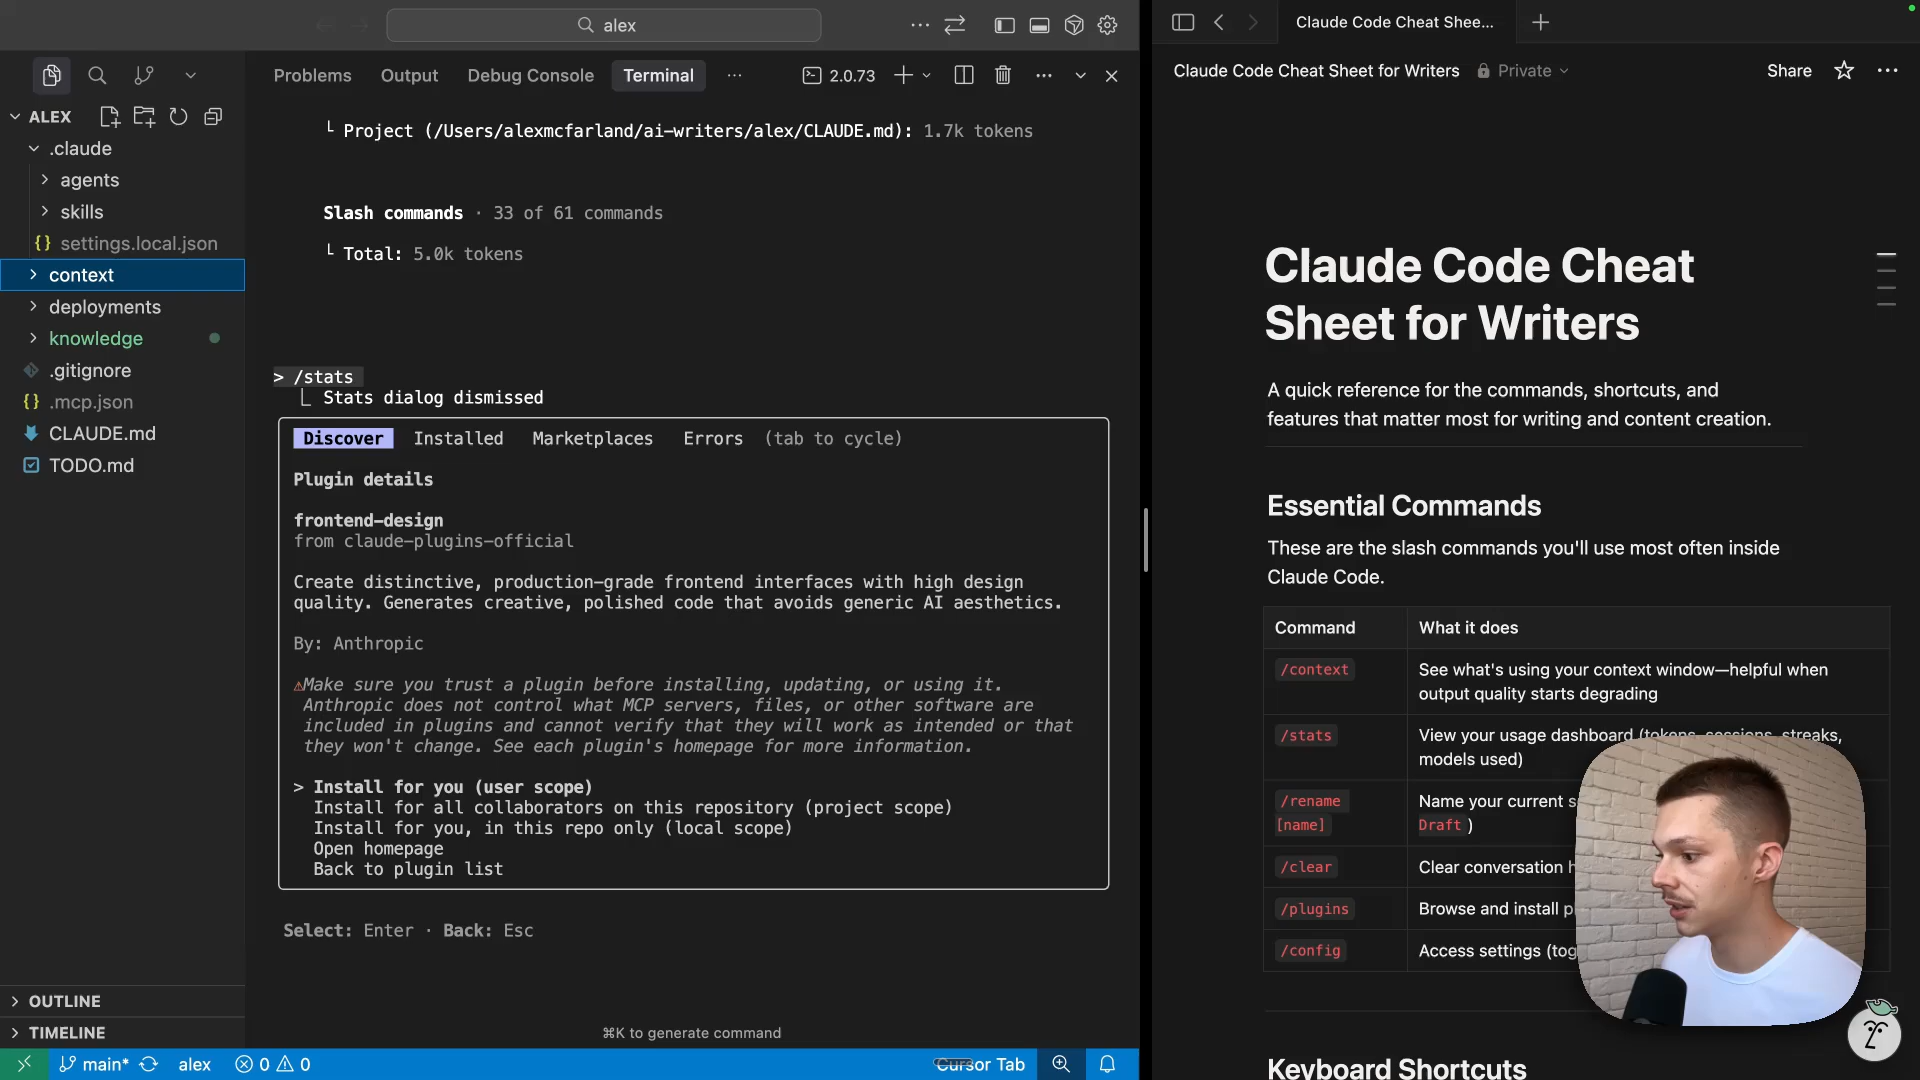 alex
Problems
Output
Debug Console
Terminal
2.0.73
ALEX
.claude
agents
skills
settings.local.json
context
deployments
knowledge
.gitignore
.mcp.json
CLAUDE.md
TODO.md
OUTLINE
TIMELINE
└ Project (/Users/alexmcfarland/ai-writers/alex/CLAUDE.md): 1.7k tokens
Slash commands · 33 of 61 commands
└ Total: 5.0k tokens
> /stats
└ Stats dialog dismissed
Discover Installed Marketplaces Errors (tab to cycle)
Plugin details
frontend-design
from claude-plugins-official
Create distinctive, production-grade frontend interfaces with high design
quality. Generates creative, polished code that avoids generic AI aesthetics.
By: Anthropic
⚠Make sure you trust a plugin before installing, updating, or using it.
Anthropic does not control what MCP servers, files, or other software are
included in plugins and cannot verify that they will work as intended or that
they won't change. See each plugin's homepage for more information.
> Install for you (user scope)
Install for all collaborators on this repository (project scope)
Install for you, in this repo only (local scope)
Open homepage
Back to plugin list
Select: Enter · Back: Esc
⌘K to generate command
main*
alex
0
0
Cursor Tab
Claude Code Cheat Shee...
Claude Code Cheat Sheet for Writers
Private
Share
Claude Code Cheat
Sheet for Writers
A quick reference for the commands, shortcuts, and
features that matter most for writing and content creation.
Essential Commands
These are the slash commands you'll use most often inside
Claude Code.
Command What it does
/context See what's using your context window—helpful when
output quality starts degrading
/stats View your usage dashboard (tokens, sessions, streaks,
models used)
/rename Name your current
[name] Draft )
/clear Clear conversation
/plugins Browse and install
/config Access settings
Keyboard Shortcuts